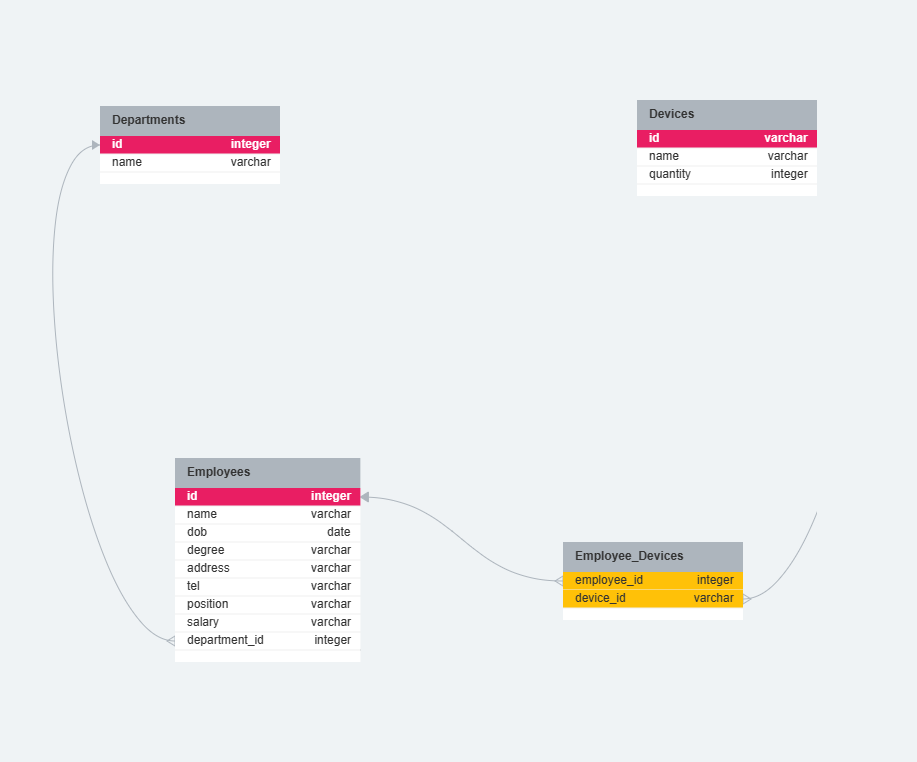 Departments
id integer
name varchar
Devices
id varchar
name varchar
quantity integer
Employees
id integer
name varchar
dob date
degree varchar
address varchar
tel varchar
position varchar
salary varchar
department_id integer
Employee_Devices
employee_id integer
device_id varchar